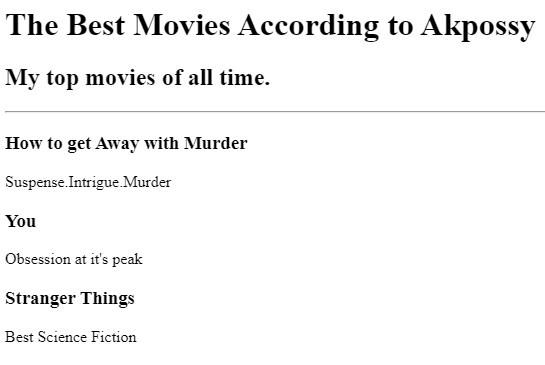 The Best Movies According to Akpossy
My top movies of all time.
How to get Away with Murder
Suspense.Intrigue.Murder
You
Obsession at it's peak
Stranger Things
Best Science Fiction